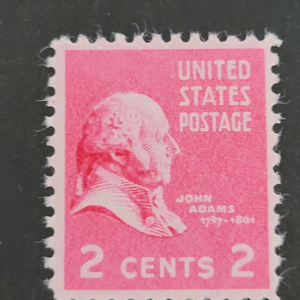 UNITED
STATES
POSTAGE
JOHN
ADAMS
1797-1801
2 CENTS 2